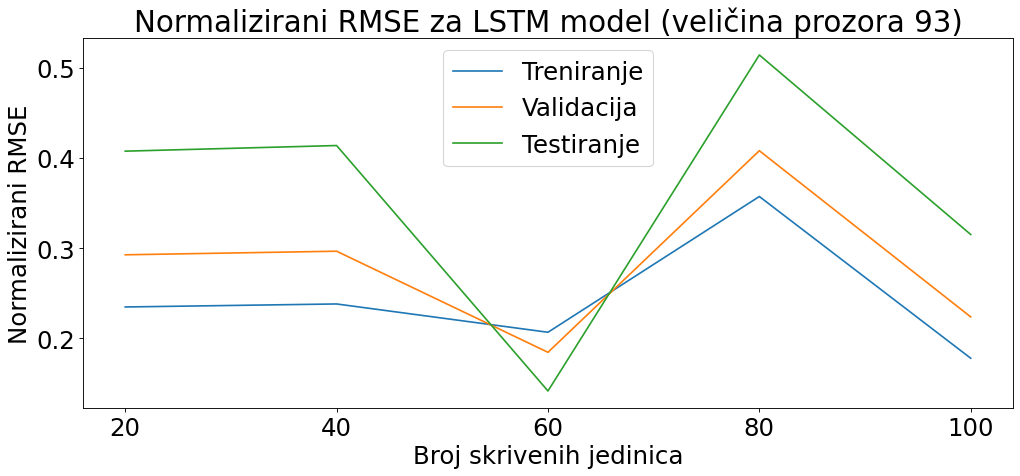 Normalizirani RMSE za LSTM model (veličina prozora 93)
Treniranje
Validacija
Testiranje
Normalizirani RMSE
0.5
0.4
0.3
0.2
20 40 60 80 100
Broj skrivenih jedinica